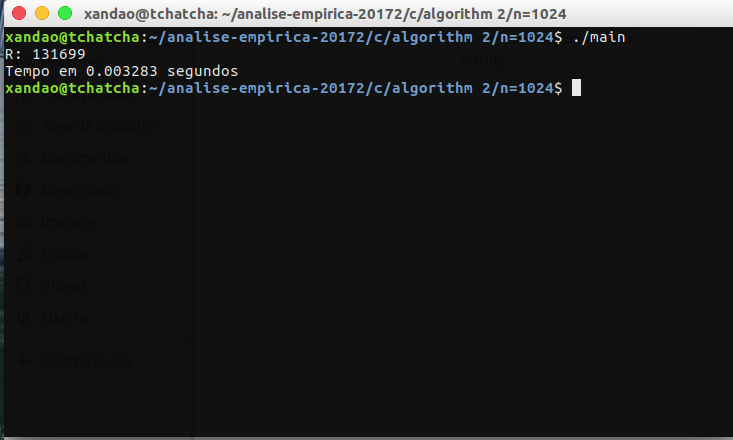 xandao@tchatcha: ~/analise-empirica-20172/c/algorithm 2/n=1024
xandao@tchatcha:~/analise-empirica-20172/c/algorithm 2/n=1024$ ./main
R: 131699
results
Tempo em 0.003283 segundos
xandao@tchatcha:~/analise-empirica-20172/c/algorithm 2/n=1024$
Área de trabalho
Documentos
Downloads
Imagens
Música
Vídeos
Lixeira
+ Outros locais